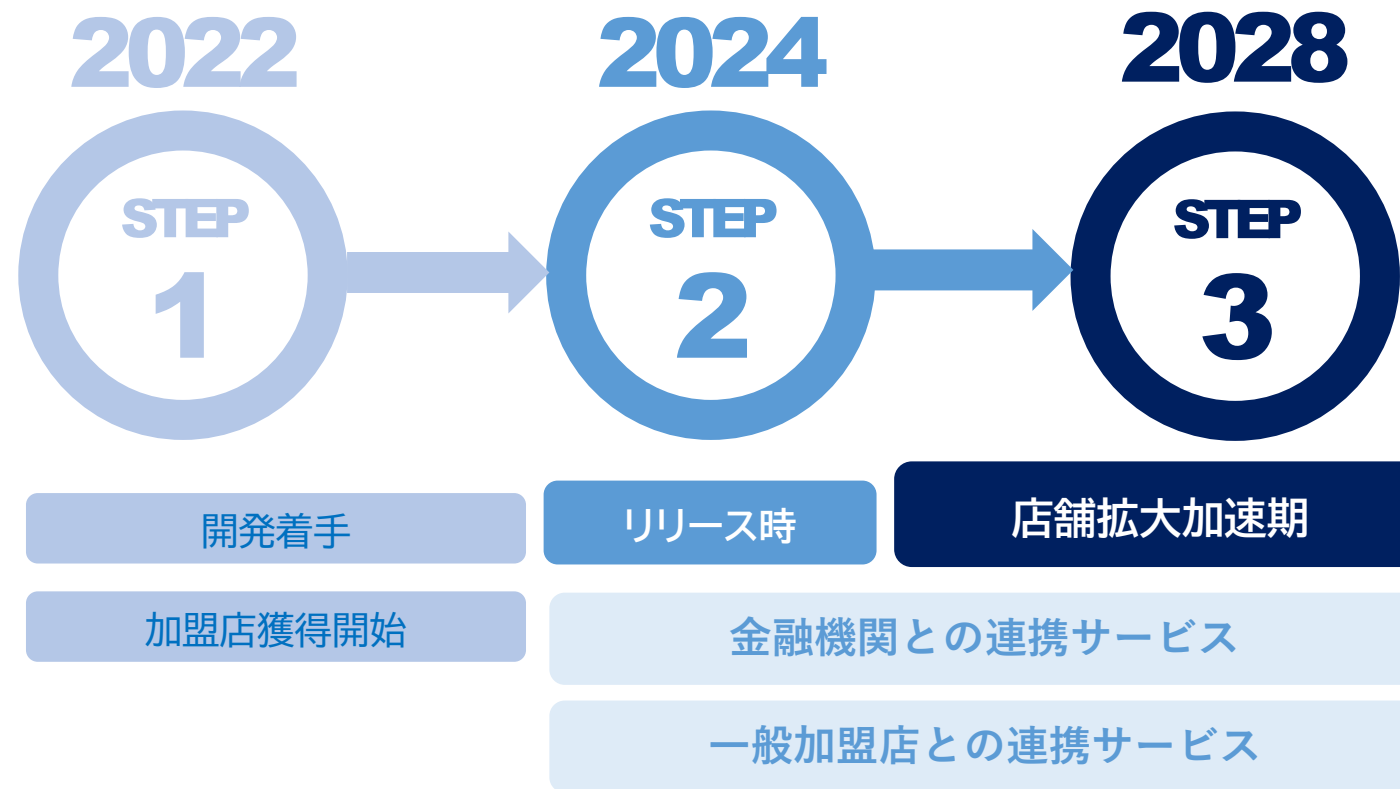 2022
2024
2028
STEP
1
STEP
2
STEP
3
開発着手
リリース時
店舗拡大加速期
加盟店獲得開始
金融機関との連携サービス
一般加盟店との連携サービス